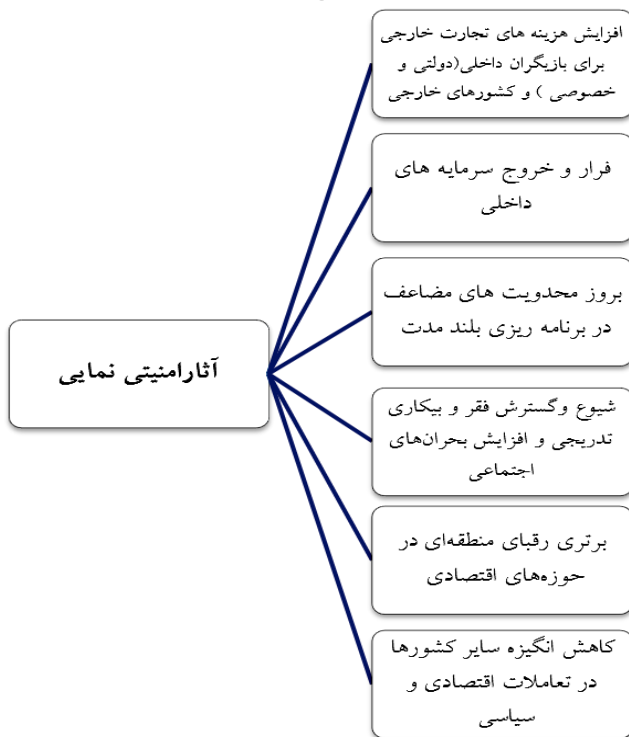 آثارامنیتی نمایی
افزایش هزینه های تجارت خارجی
برای بازیگران داخلی(دولتی و
خصوصی ) و کشورهای خارجی
فرار و خروج سرمایه های
داخلی
بروز محدویت های مضاعف
در برنامه ریزی بلند مدت
شیوع وگسترش فقر و بیکاری
تدریجی و افزایش بحران‌های
اجتماعی
برتری رقبای منطقه‌ای در
حوزه‌های اقتصادی
کاهش انگیزه سایر کشورها
در تعاملات اقتصادی و
سیاسی